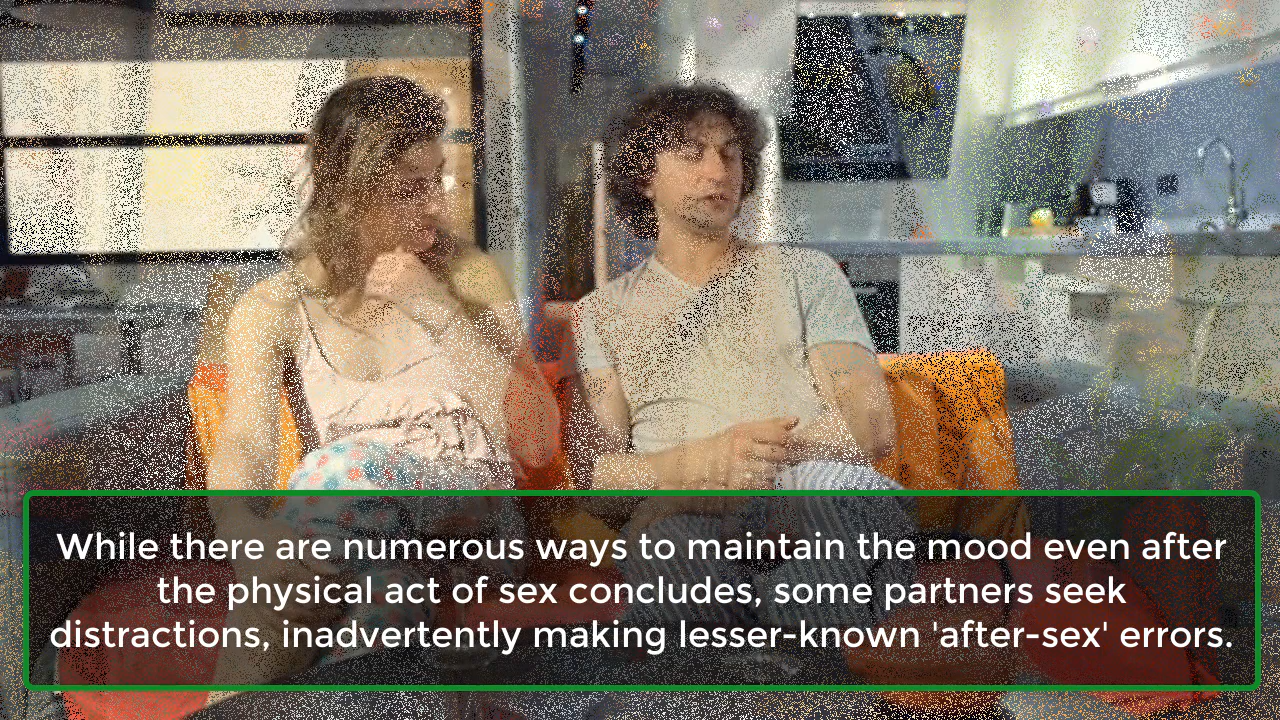 While there are numerous ways to maintain the mood even after
the physical act of sex concludes, some partners seek
distractions, inadvertently making lesser-known 'after-sex' errors.